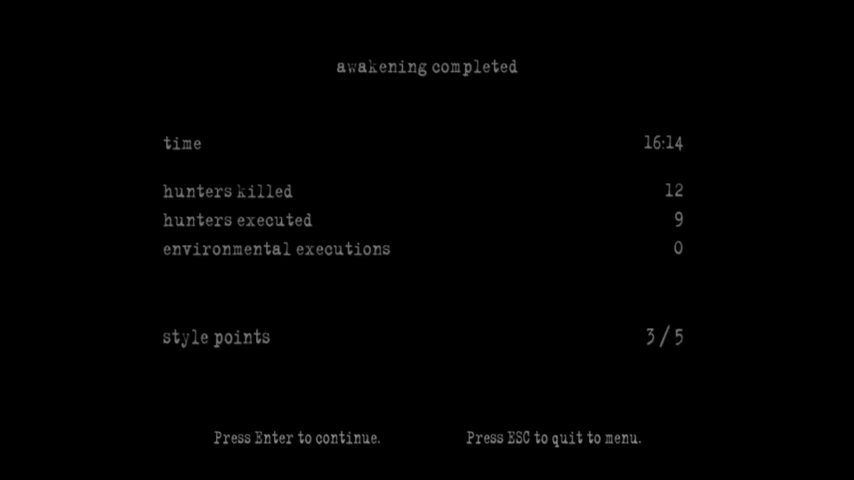 awakening completed
time 16:14
hunters killed 12
hunters executed 9
environmental executions 0
style points 3 / 5
Press Enter to continue. Press ESC to quit to menu.